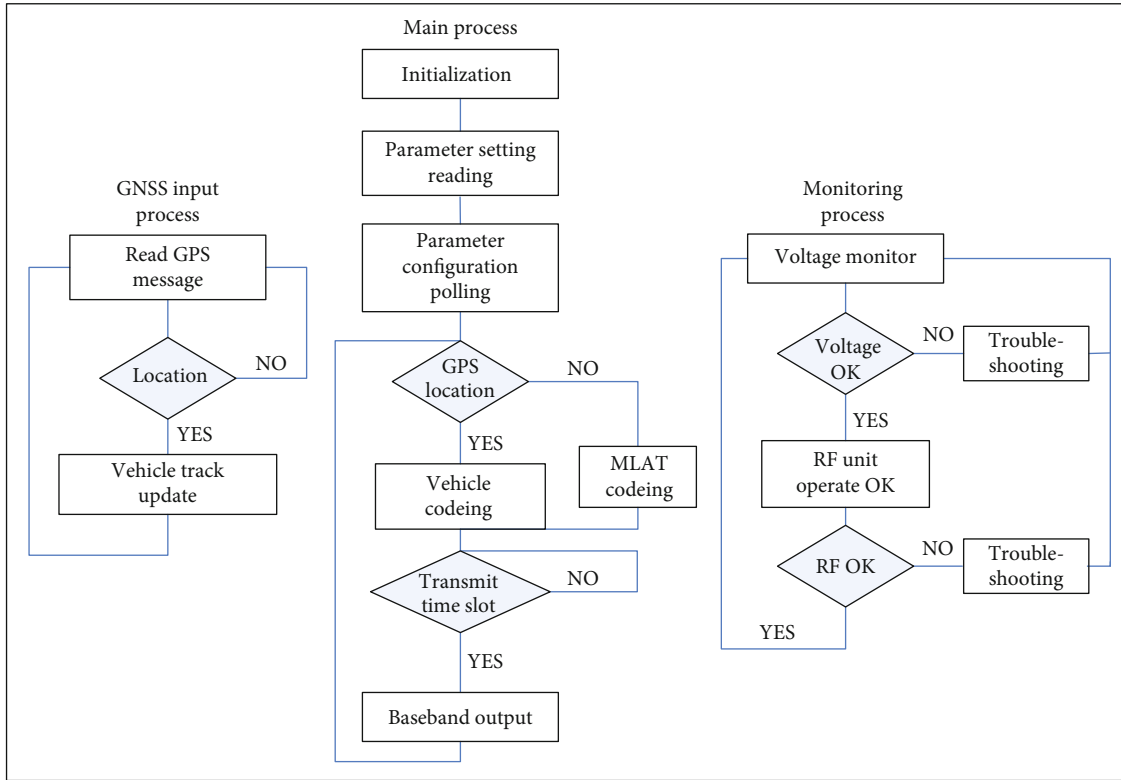 Main process
Initialization
Parameter setting
reading
Parameter
configuration
polling
GPS
location
NO
YES
Vehicle
codeing
MLAT
codeing
Transmit
time slot
NO
YES
Baseband output
GNSS input
process
Read GPS
message
Location
NO
YES
Vehicle track
update
Monitoring
process
Voltage monitor
Voltage
OK
NO
Trouble-
shooting
YES
RF unit
operate OK
RF OK
NO
Trouble-
shooting
YES